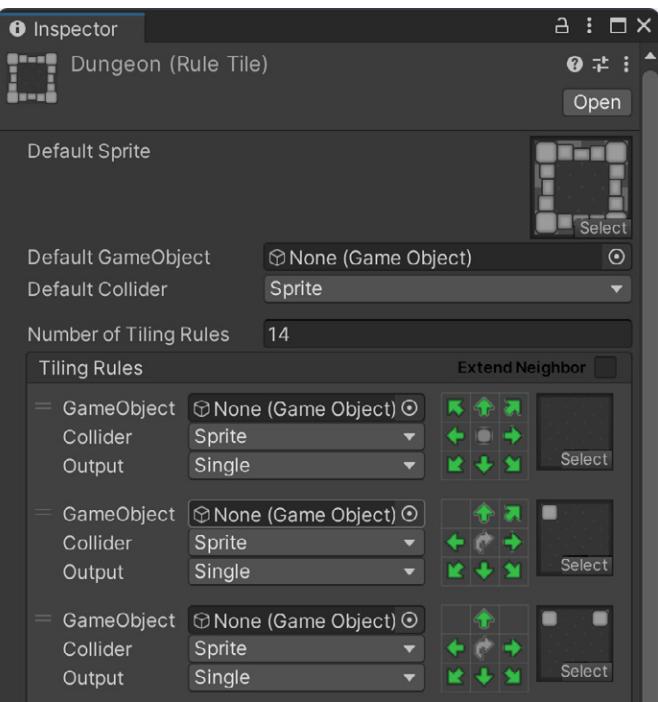 Inspector
Dungeon (Rule Tile)
Open
Default Sprite
Select
Default GameObject None (Game Object)
Default Collider Sprite
Number of Tiling Rules 14
Tiling Rules Extend Neighbor
GameObject None (Game Object)
Collider Sprite
Output Single Select
GameObject None (Game Object)
Collider Sprite
Output Single Select
GameObject None (Game Object)
Collider Sprite
Output Single Select